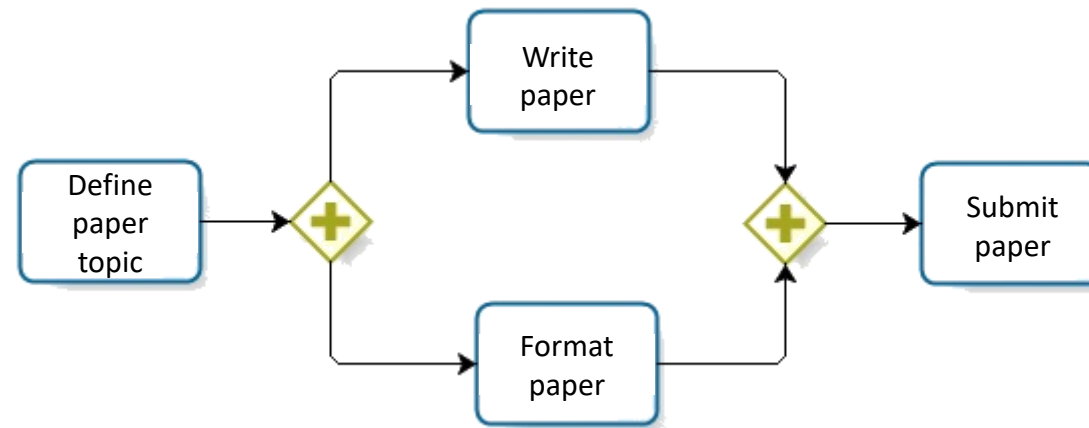 Define
paper
topic
Write
paper
Format
paper
Submit
paper